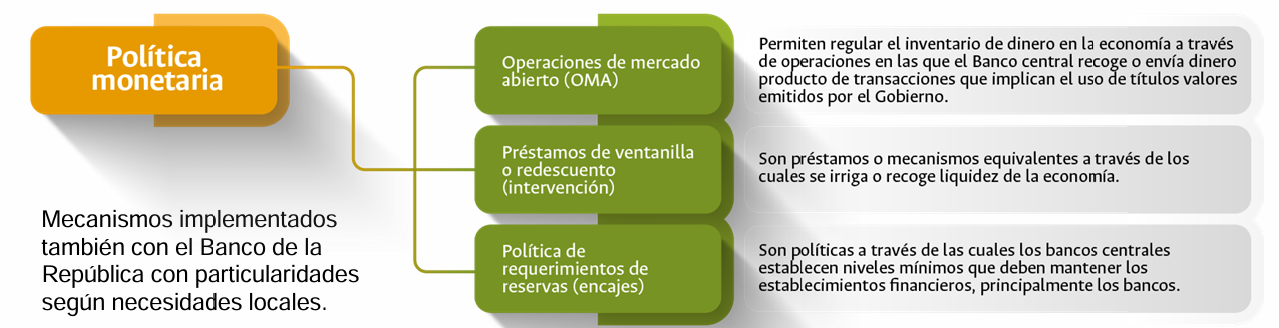 Política
monetaria
Mecanismos implementados
también con el Banco de la
República con particularidades
según necesidades locales.
Operaciones de mercado
abierto (OMA)
Permiten regular el inventario de dinero en la economía a través
de operaciones en las que el Banco central recoge o envía dinero
producto de transacciones que implican el uso de títulos valores
emitidos por el Gobierno.
Préstamos de ventanilla
o redescuento
(intervención)
Son préstamos o mecanismos equivalentes a través de los
cuales se irriga o recoge liquidez de la economía.
Política de
requerimientos de
reservas (encajes)
Son políticas a través de las cuales los bancos centrales
establecen niveles mínimos que deben mantener los
establecimientos financieros, principalmente los bancos.